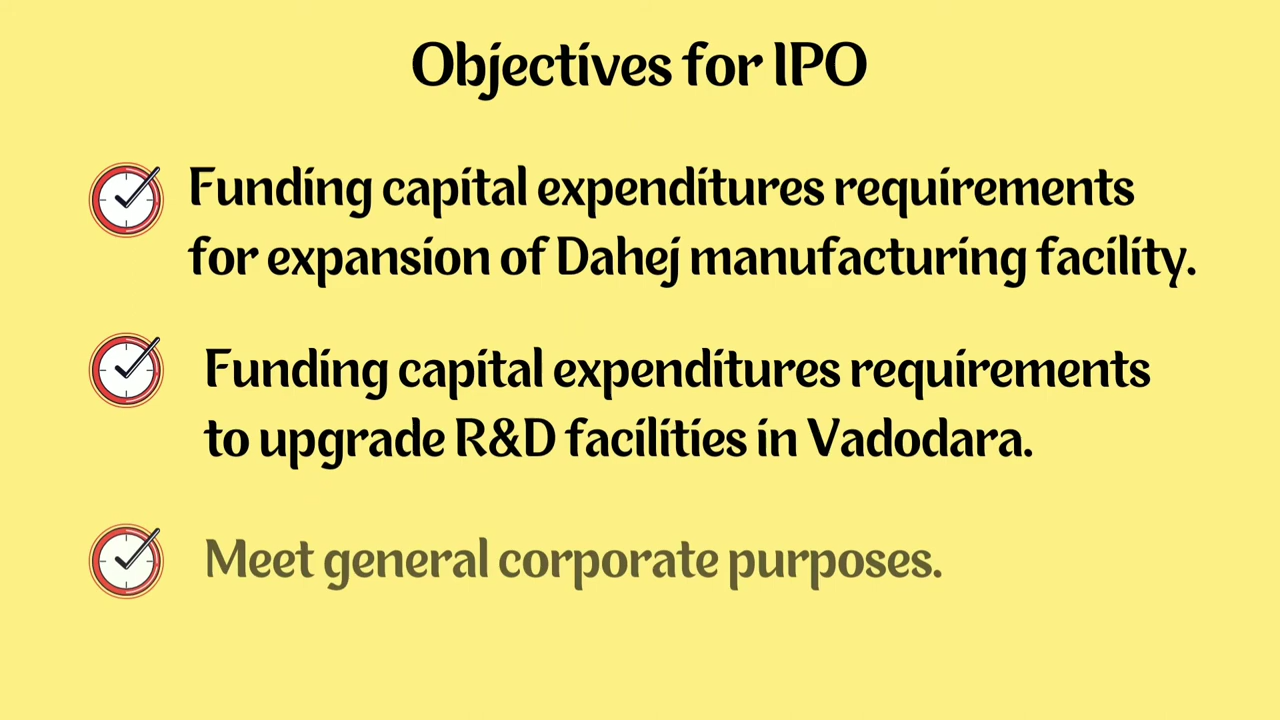 Objectives for IPO
Funding capital expenditures requirements
for expansion of Dahej manufacturing facility.
Funding capital expenditures requirements
to upgrade R&D facilities in Vadodara.
Meet general corporate purposes.